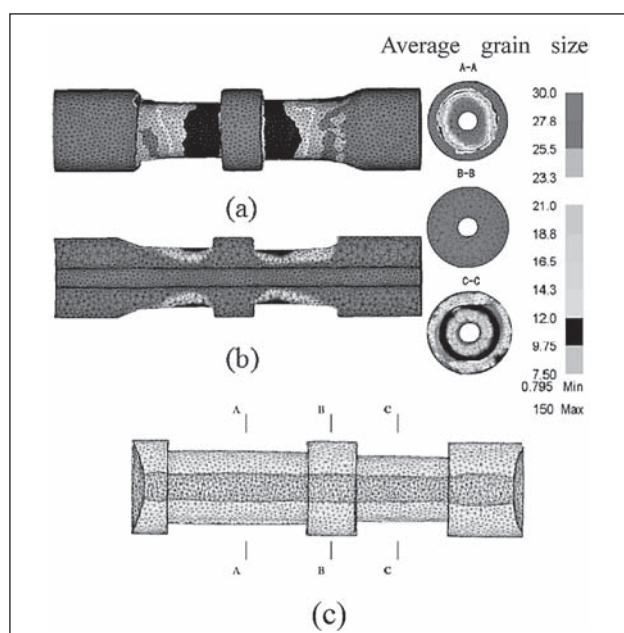 Average grain size
A-A
30.0
27.8
25.5
23.3
B-B
(a)
21.0
18.8
16.5
14.3
C-C
12.0
9.75
7.50
(b)
0.795 Min
150 Max
A B C
A B C
(c)